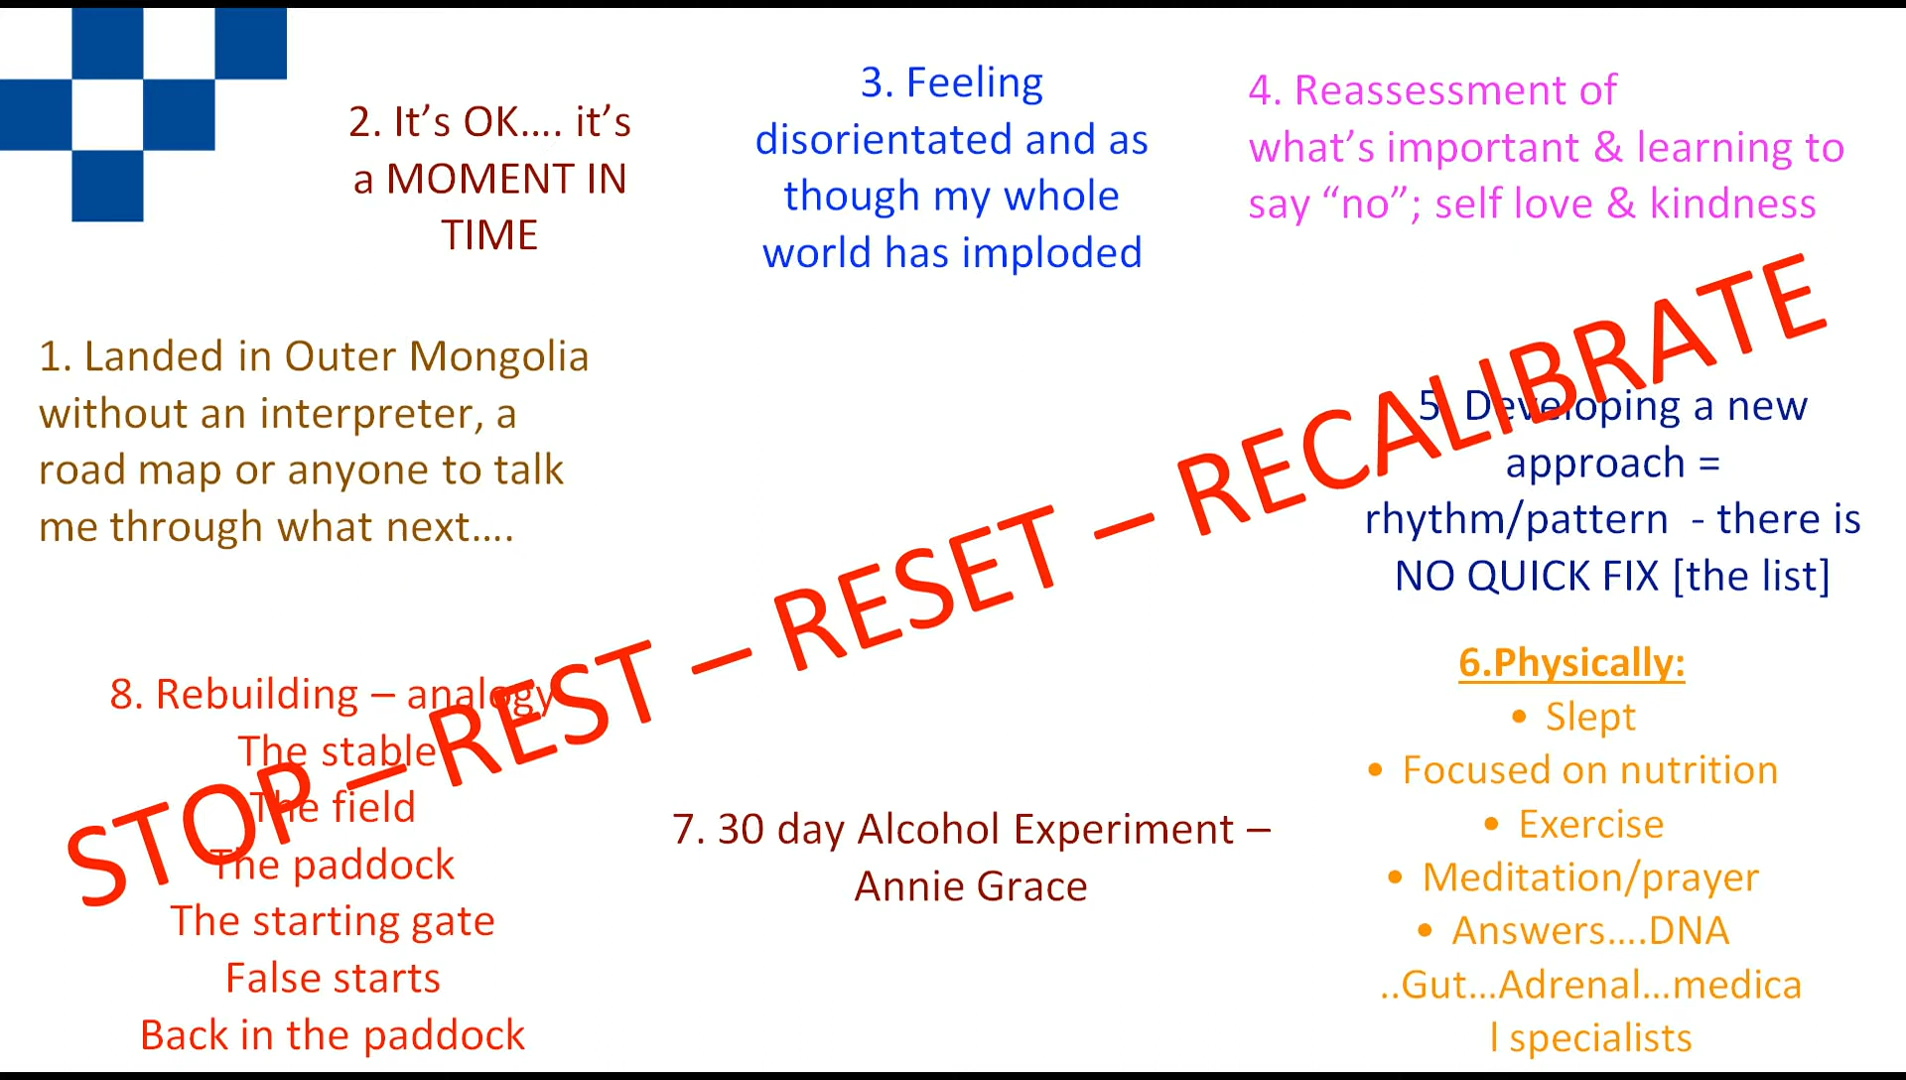 1. Landed in Outer Mongolia
without an interpreter, a
road map or anyone to talk
me through what next....
2. It’s OK.... it’s
a MOMENT IN
TIME
3. Feeling
disorientated and as
though my whole
world has imploded
4. Reassessment of
what’s important & learning to
say “no”; self love & kindness
5. Developing a new
approach =
rhythm/pattern - there is
NO QUICK FIX [the list]
6.Physically:
• Slept
• Focused on nutrition
• Exercise
• Meditation/prayer
• Answers....DNA
..Gut...Adrenal...medica
l specialists
7. 30 day Alcohol Experiment –
Annie Grace
8. Rebuilding – analogy
The stable
The field
The paddock
The starting gate
False starts
Back in the paddock
STOP – REST – RESET – RECALIBRATE